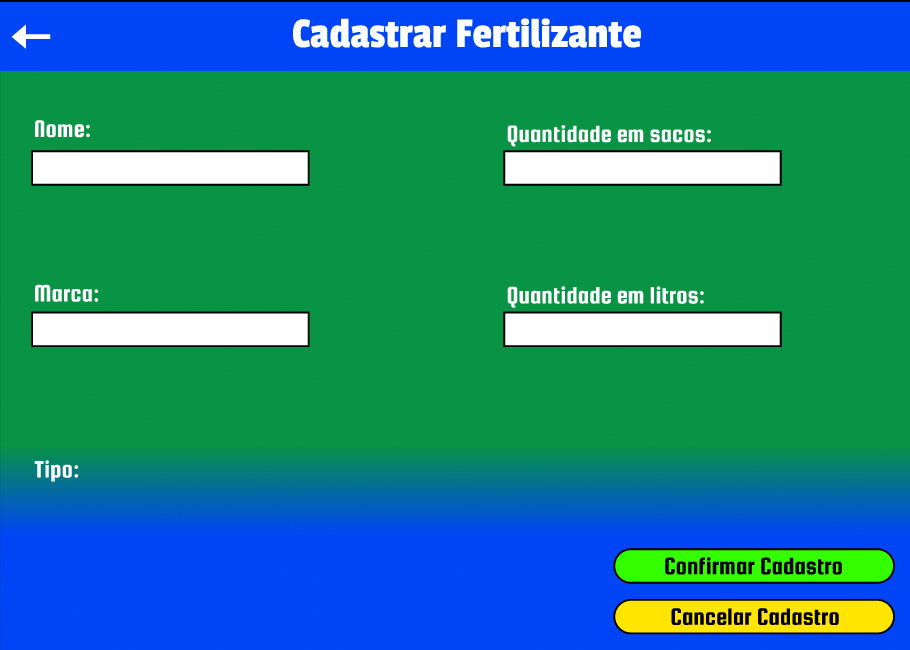 Cadastrar Fertilizante
Nome:
Quantidade em sacos:
Marca:
Quantidade em litros:
Tipo:
Confirmar Cadastro
Cancelar Cadastro